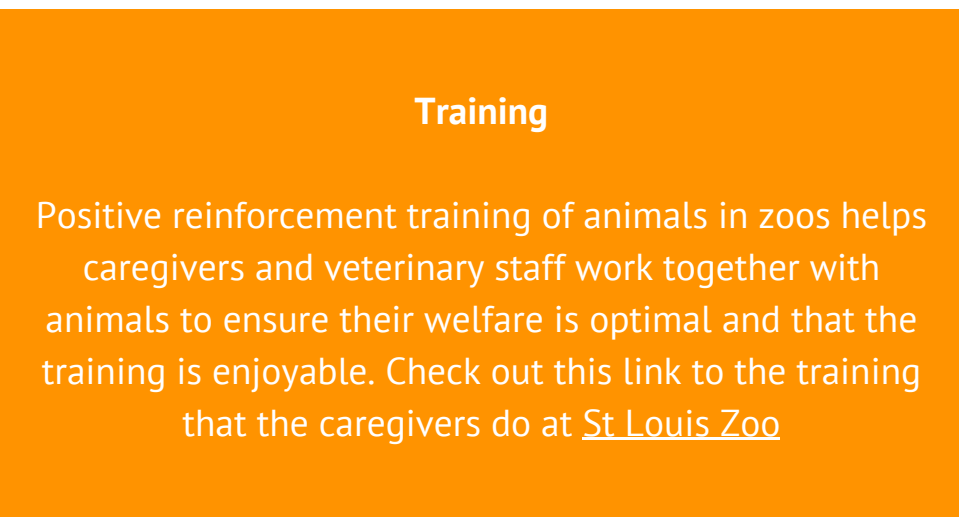 Training
Positive reinforcement training of animals in zoos helps
caregivers and veterinary staff work together with
animals to ensure their welfare is optimal and that the
training is enjoyable. Check out this link to the training
that the caregivers do at St Louis Zoo